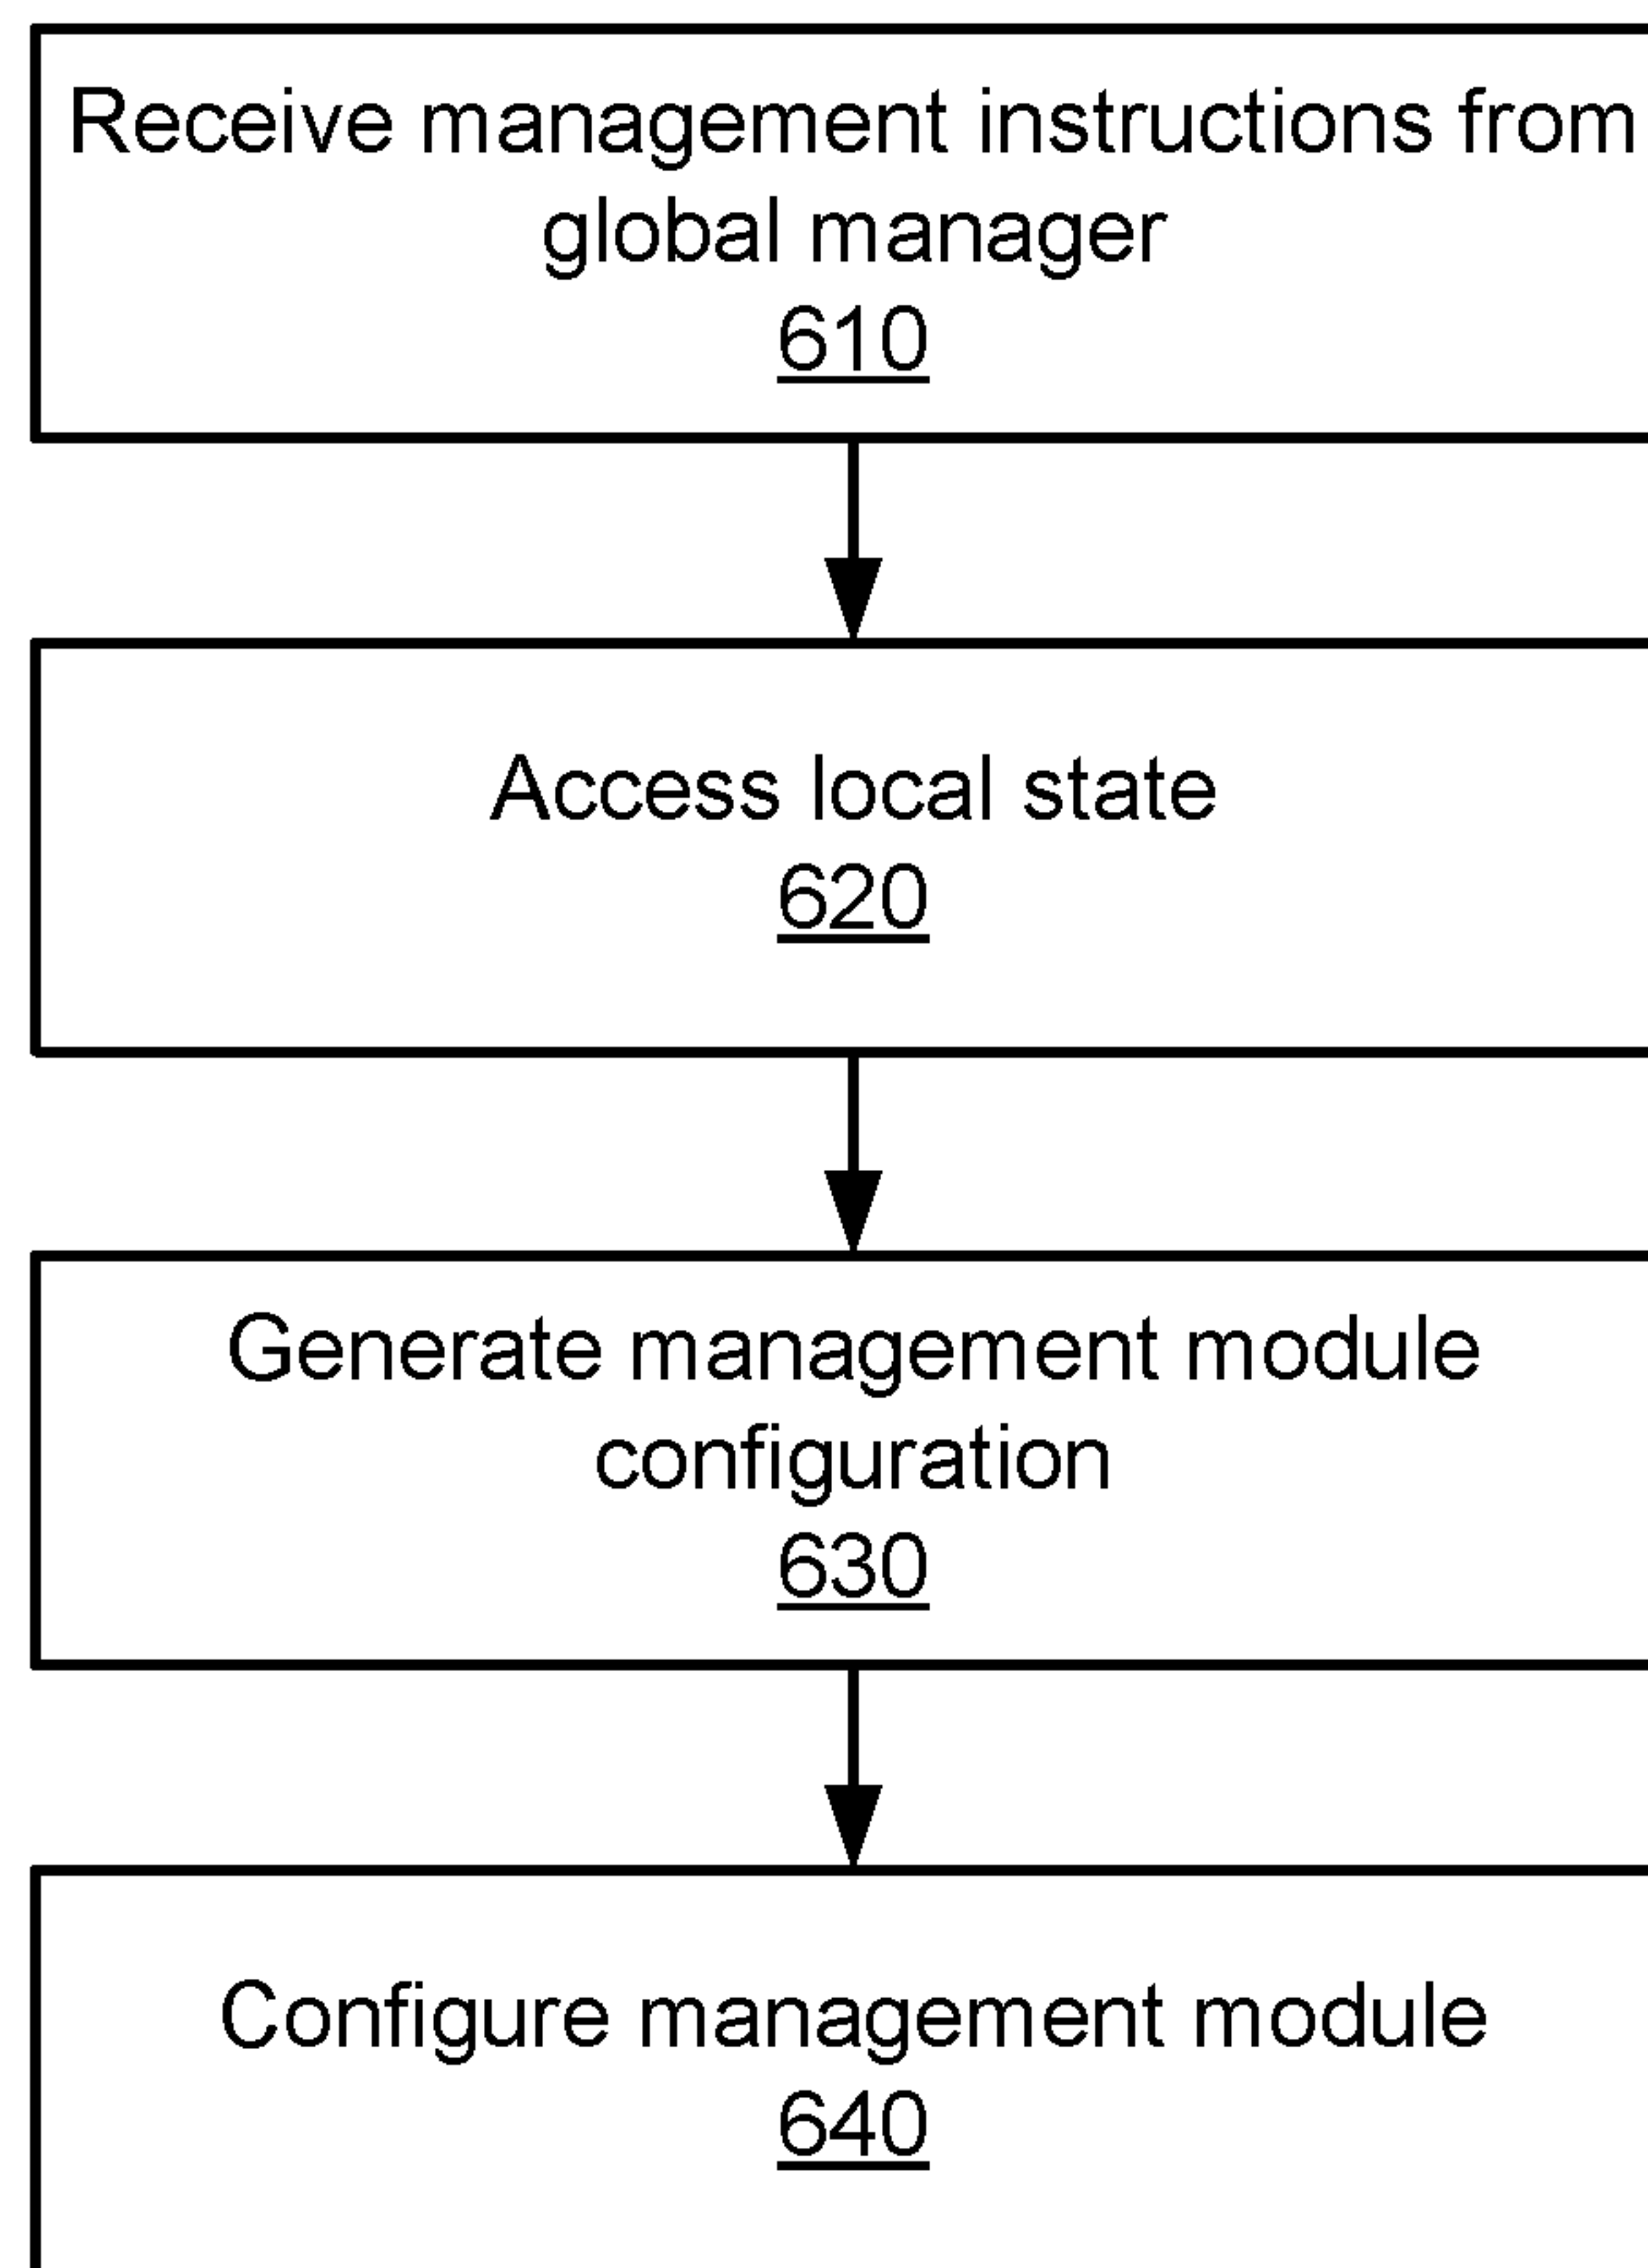 Receive management instructions from
global manager
610
Access local state
620
Generate management module
configuration
630
Configure management module
640